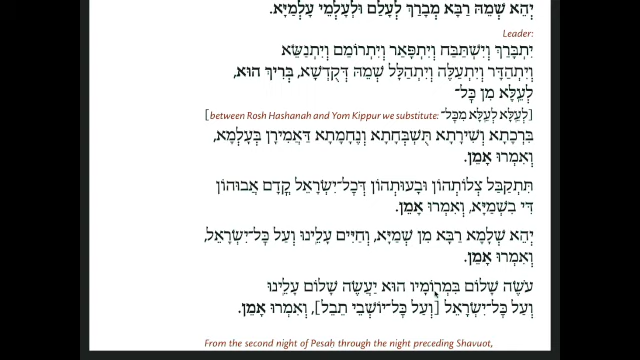 יְהֵא שְׁמֵהּ רַבָּא מְבָרַךְ לְעָלַם וּלְעָלְמֵי עָלְמַיָּא.
Leader:
יִתְבָּרַךְ וְיִשְׁתַּבַּח וְיִתְפָּאַר וְיִתְרוֹמַם וְיִתְנַשֵּׂא
וְיִתְהַדָּר וְיִתְעַלֶּה וְיִתְהַלָּל שְׁמֵהּ דְּקֻדְשָׁא, בְּרִיךְ הוּא,
לְעֵלָּא מִן כָּל־
[between Rosh Hashanah and Yom Kippur we substitute: לְעֵלָּא לְעֵלָּא מִכָּל־]
בִּרְכָתָא וְשִׁירָתָא תֻּשְׁבְּחָתָא וְנֶחָמָתָא דַּאֲמִירָן בְּעָלְמָא,
וְאִמְרוּ אָמֵן.
תִּתְקַבַּל צְלוֹתְהוֹן וּבָעוּתְהוֹן דְּכָל־יִשְׂרָאֵל קֳדָם אֲבוּהוֹן
דִּי בִשְׁמַיָּא, וְאִמְרוּ אָמֵן.
יְהֵא שְׁלָמָא רַבָּא מִן שְׁמַיָּא, וְחַיִּים עָלֵינוּ וְעַל כָּל־יִשְׂרָאֵל,
וְאִמְרוּ אָמֵן.
עֹשֶׂה שָׁלוֹם בִּמְרוֹמָיו הוּא יַעֲשֶׂה שָׁלוֹם עָלֵינוּ
וְעַל כָּל־יִשְׂרָאֵל [וְעַל כָּל־יוֹשְׁבֵי תֵבֵל], וְאִמְרוּ אָמֵן.
From the second night of Pesaḥ through the night preceding Shavuot,